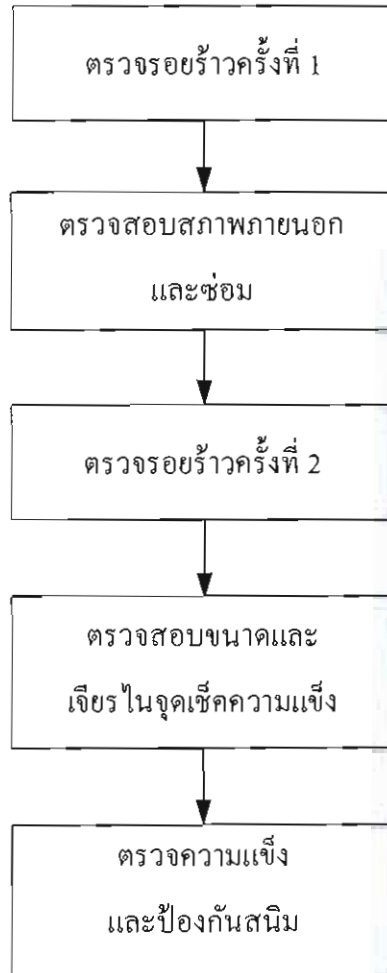 ตรวจรอยร้าวครั้งที่ 1
ตรวจสอบสภาพภายนอก
และซ่อม
ตรวจรอยร้าวครั้งที่ 2
ตรวจสอบขนาดและ
เจียรในจุดเช็คความแข็ง
ตรวจความแข็ง
และป้องกันสนิม